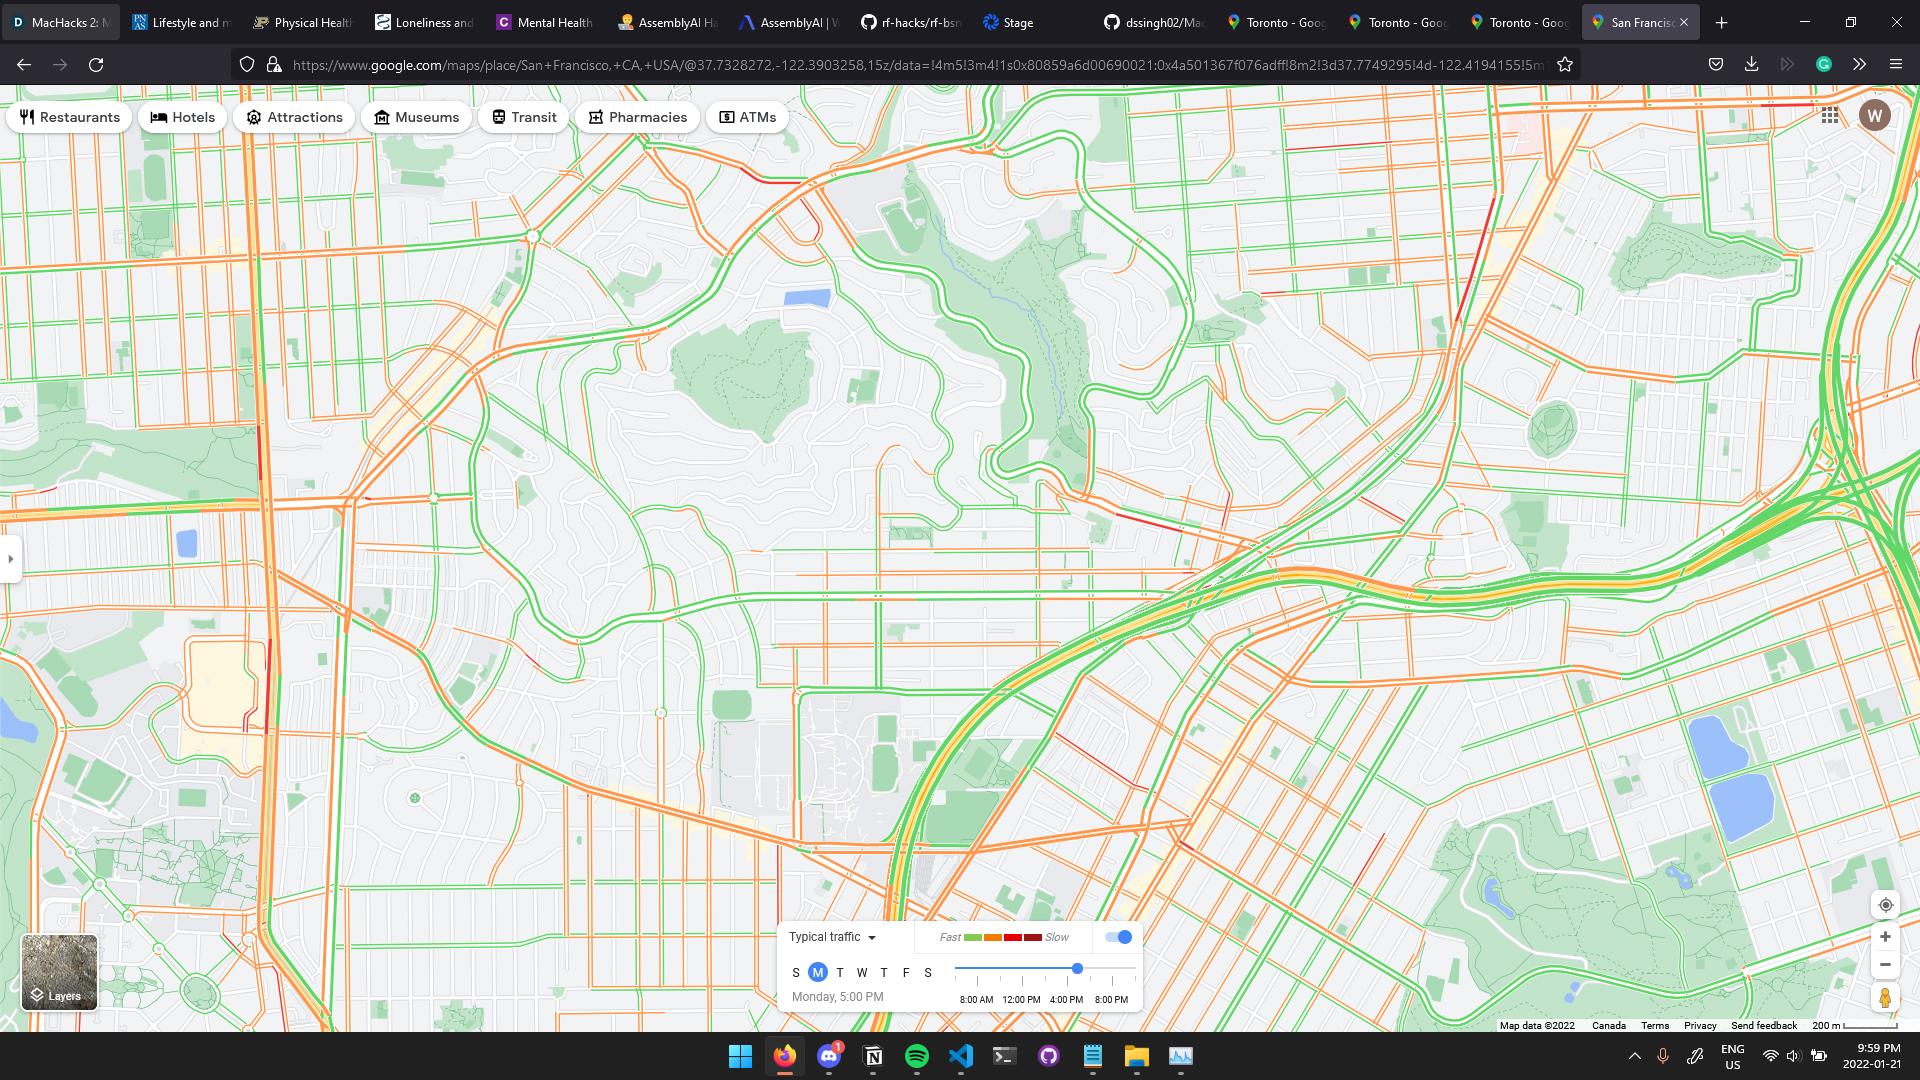 MacHacks 2: M
Lifestyle and m
Physical Health
Loneliness and
Mental Health
AssemblyAI Ha
AssemblyAI | W
rf-hacks/rf-bsn
Stage
dssingh02/Mac
Toronto - Goog
Toronto - Goog
Toronto - Goog
San Francisc
https://www.google.com/maps/place/San+Francisco,+CA,+USA/@37.7328272,-122.3903258,15z/data=!4m5!3m4!1s0x80859a6d00690021:0x4a501367f076adff!8m2!3d37.7749295!4d-122.4194155!5m1
Restaurants
Hotels
Attractions
Museums
Transit
Pharmacies
ATMs
W
Typical traffic
Fast
Slow
S M T W T F S
Monday, 5:00 PM
8:00 AM 12:00 PM 4:00 PM 8:00 PM
Layers
Map data ©2022 Canada Terms Privacy Send feedback 200 m
1
ENG
US
9:59 PM
2022-01-21